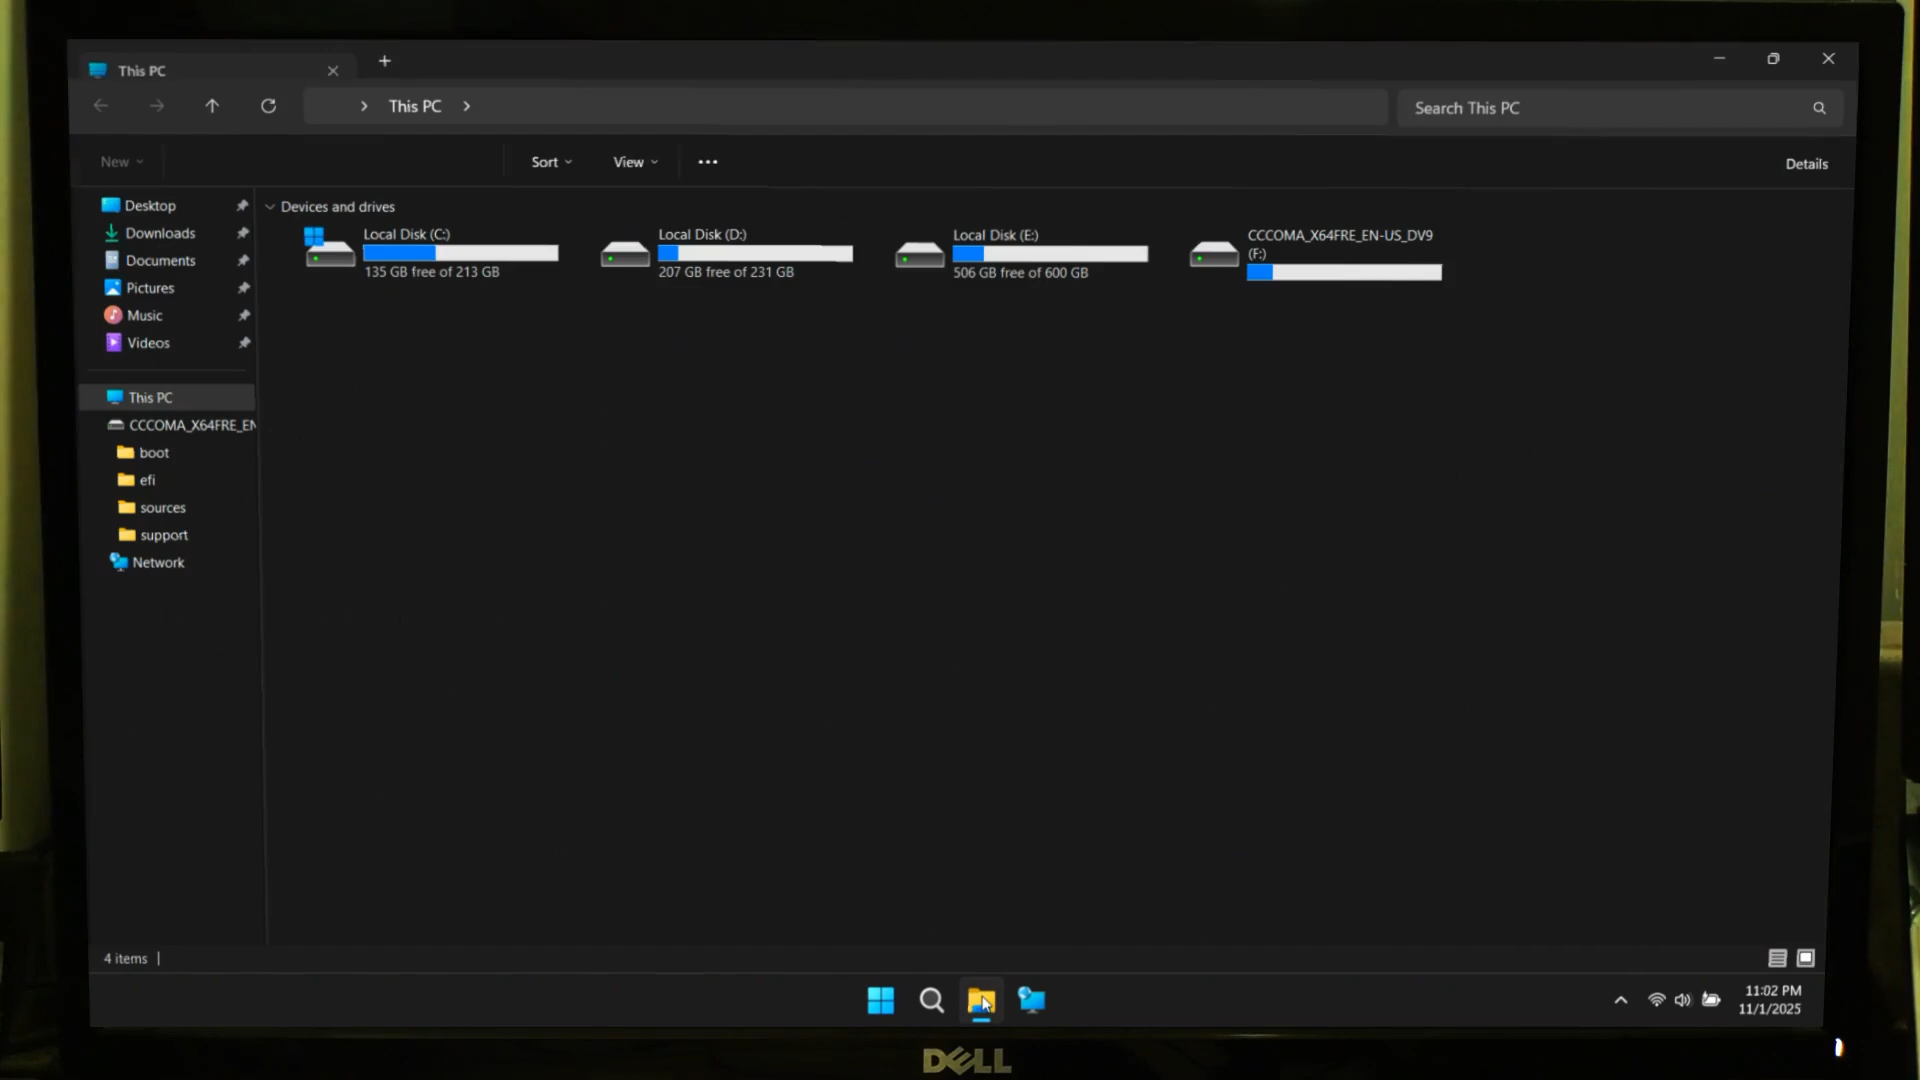 This PC
This PC
Search This PC
New
Sort
View
Details
Desktop
Downloads
Documents
Pictures
Music
Videos
This PC
CCCOMA_X64FRE_EN
boot
efi
sources
support
Network
Devices and drives
Local Disk (C:)
135 GB free of 213 GB
Local Disk (D:)
207 GB free of 231 GB
Local Disk (E:)
506 GB free of 600 GB
CCCOMA_X64FRE_EN-US_DV9
(F:)
4 items
11:02 PM
11/1/2025
DELL